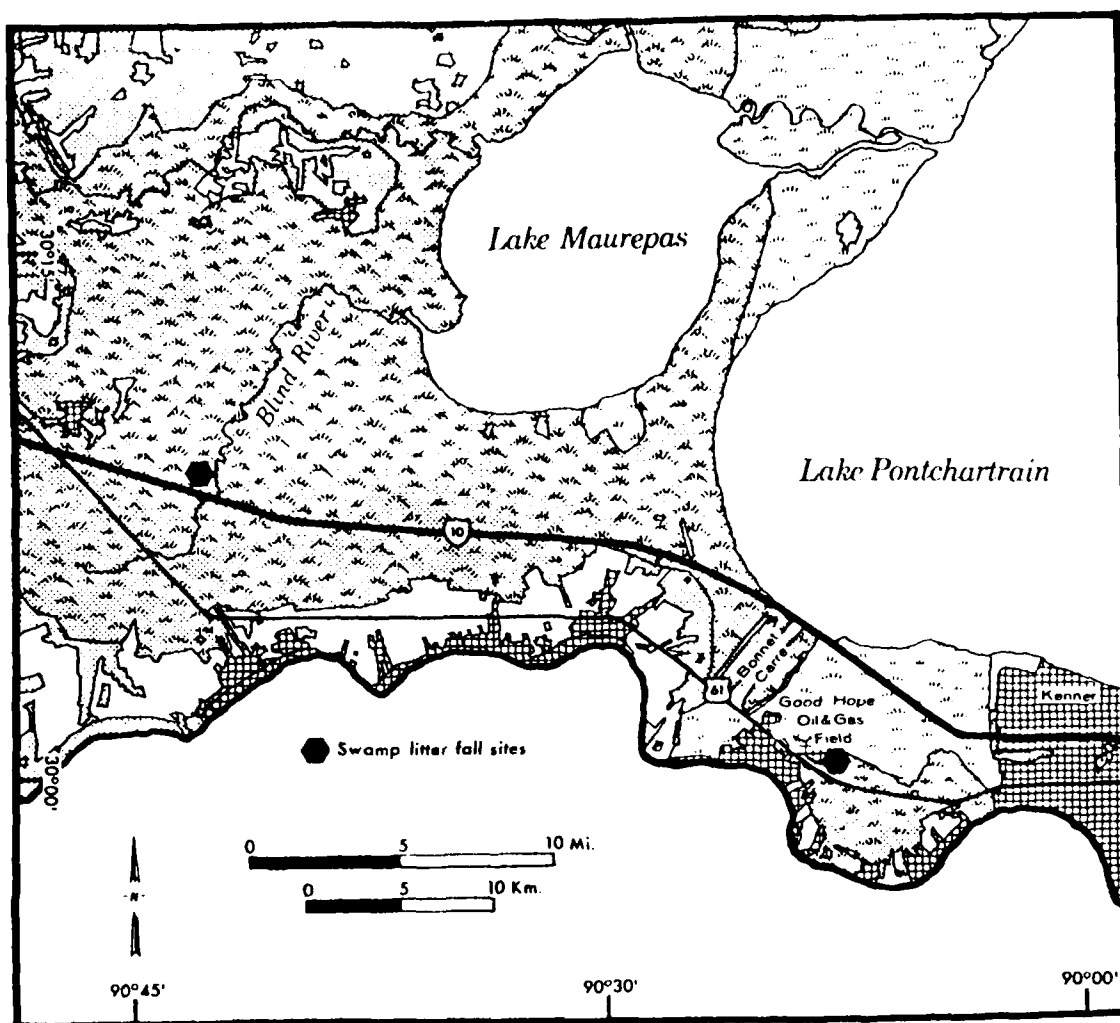 Lake Maurepas
30°15'
Blind River
Lake Pontchartrain
10
Bonnet
Carre
61
Good Hope
Oil & Gas
Field
Kenner
Swamp litter fall sites
30°00'
0 5 10 Mi.
0 5 10 Km.
-N-
90°45' 90°30' 90°00'